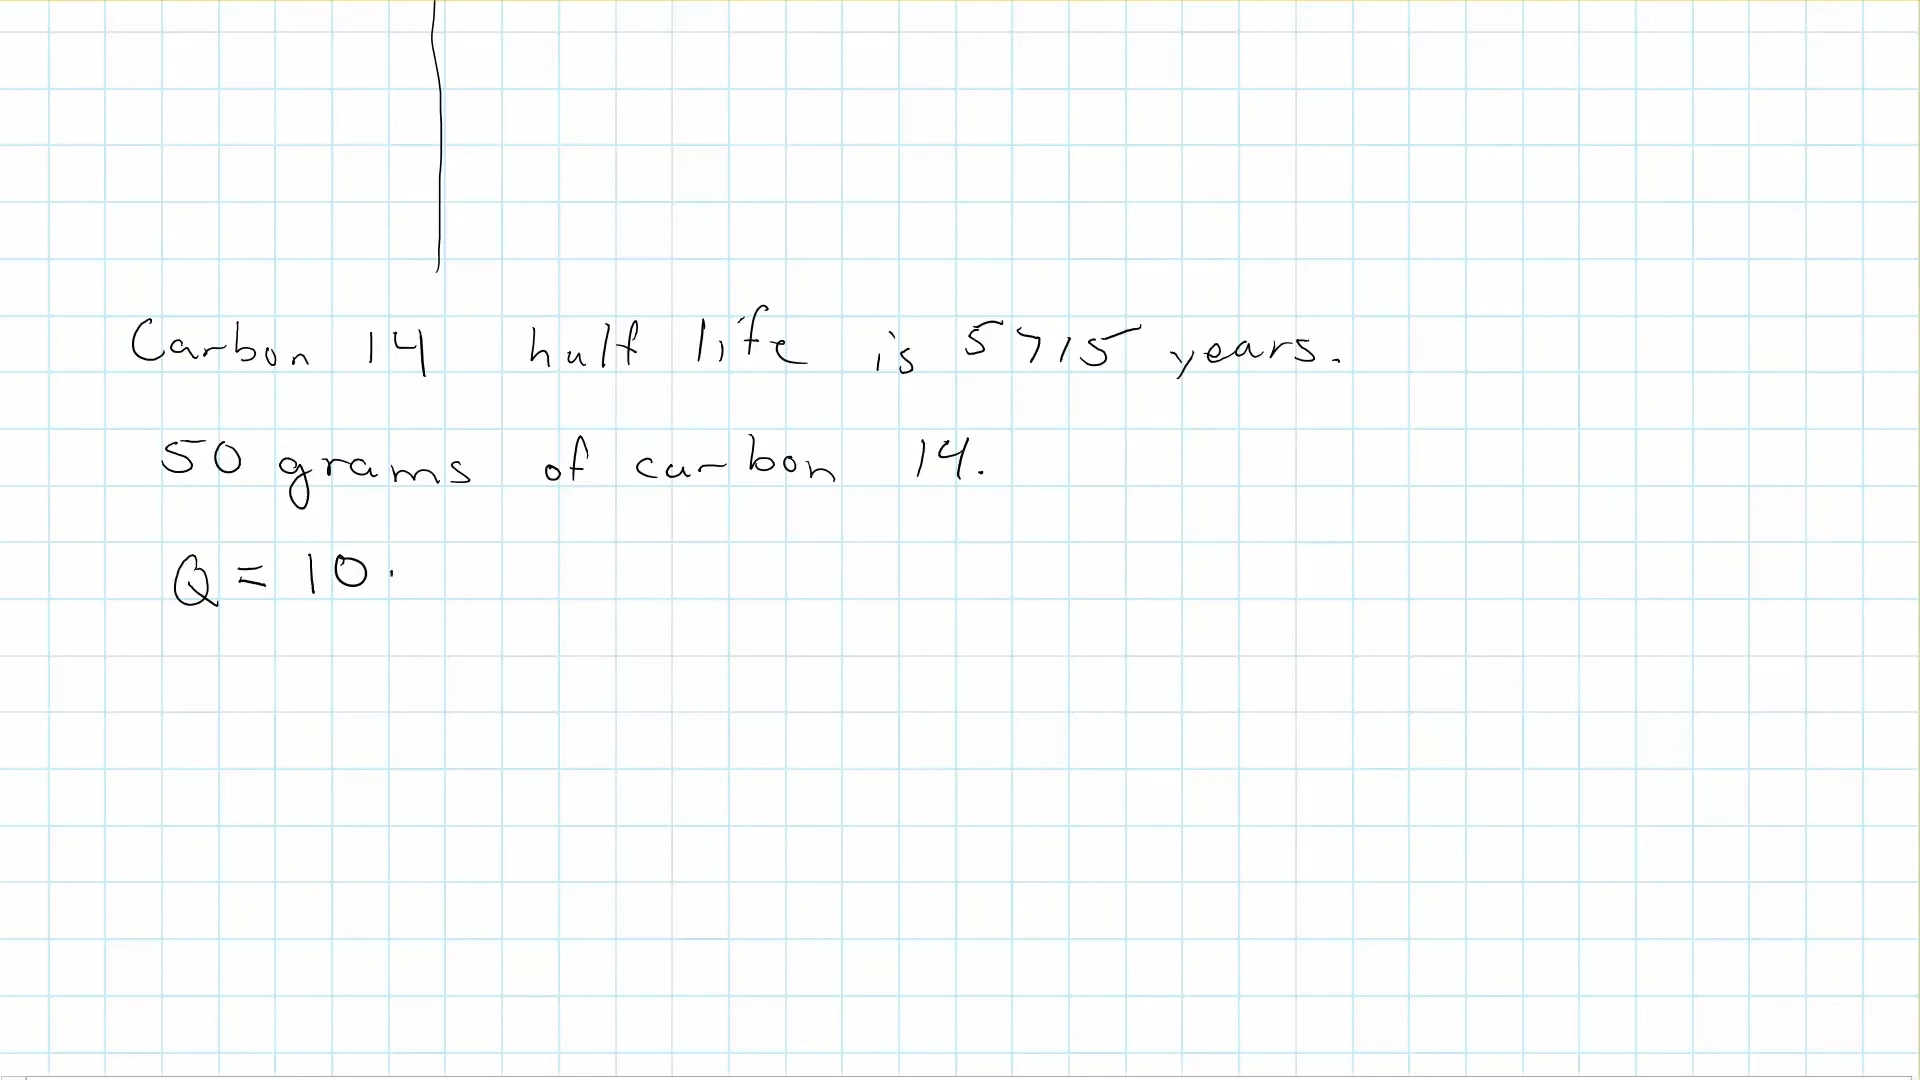 Carbon 14 half life is 5715 years.
50 grams of carbon 14.
Q = 10.